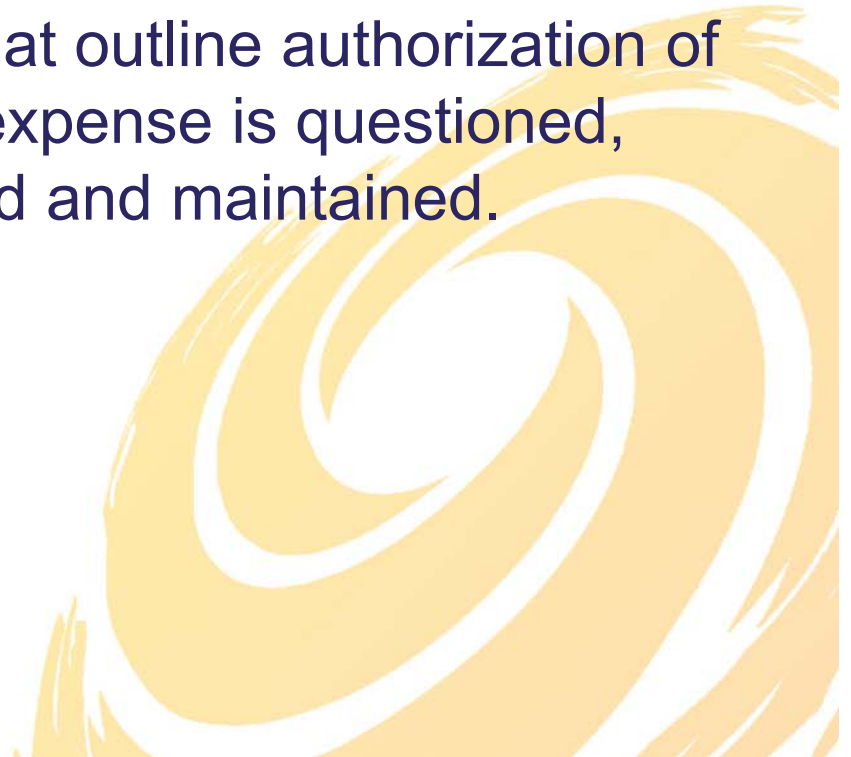 at outline authorization of
expense is questioned,
d and maintained.